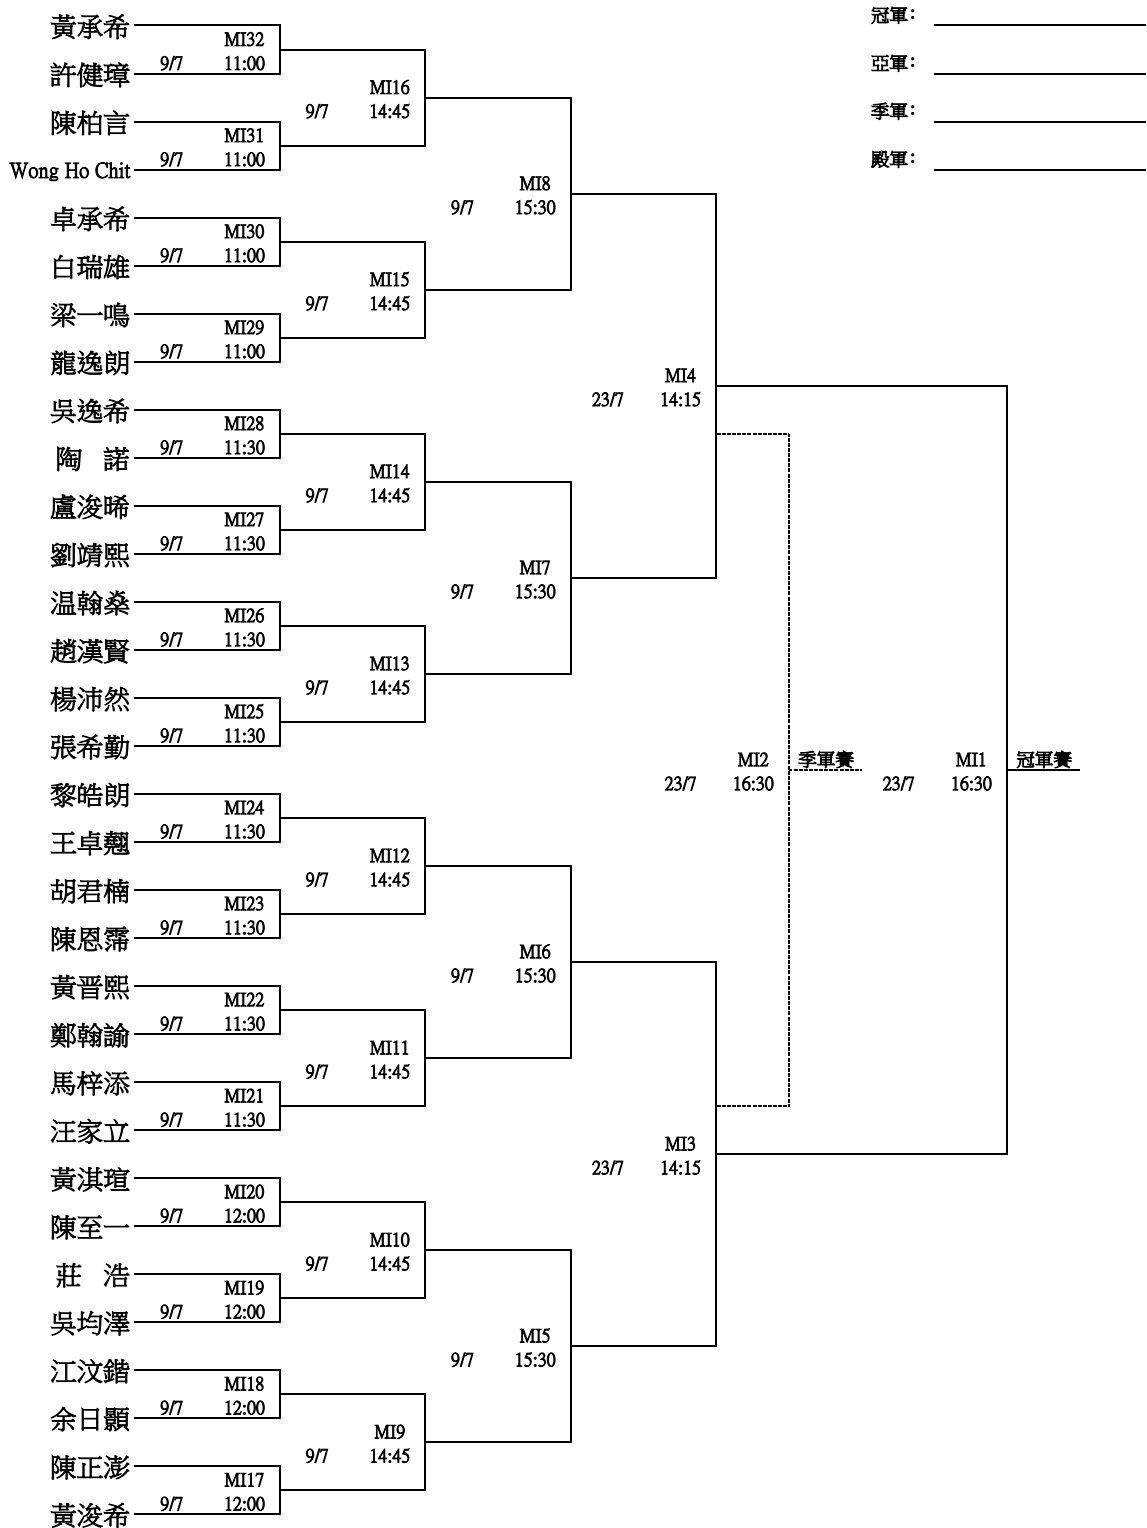 黃承希
MI32
9/7 11:00
許健璋
MI16
9/7 14:45
陳柏言
MI31
9/7 11:00
Wong Ho Chit
MI8
9/7 15:30
卓承希
MI30
9/7 11:00
白瑞雄
MI15
9/7 14:45
梁一鳴
MI29
9/7 11:00
龍逸朗
MI4
23/7 14:15
吳逸希
MI28
9/7 11:30
陶 諾
MI14
9/7 14:45
盧浚晞
MI27
9/7 11:30
劉靖熙
MI7
9/7 15:30
温翰燊
MI26
9/7 11:30
趙漢賢
MI13
9/7 14:45
楊沛然
MI25
9/7 11:30
張希勤
MI2 季軍賽
23/7 16:30
MI1 冠軍賽
23/7 16:30
黎皓朗
MI24
9/7 11:30
王卓翹
MI12
9/7 14:45
胡君楠
MI23
9/7 11:30
陳恩霈
MI6
9/7 15:30
黃晋熙
MI22
9/7 11:30
鄭翰諭
MI11
9/7 14:45
馬梓添
MI21
9/7 11:30
汪家立
MI3
23/7 14:15
黃淇瑄
MI20
9/7 12:00
陳至一
MI10
9/7 14:45
莊 浩
MI19
9/7 12:00
吳均澤
MI5
9/7 15:30
江汶鍇
MI18
9/7 12:00
余日顥
MI9
9/7 14:45
陳正澎
MI17
9/7 12:00
黃浚希
冠軍：
亞軍：
季軍：
殿軍：